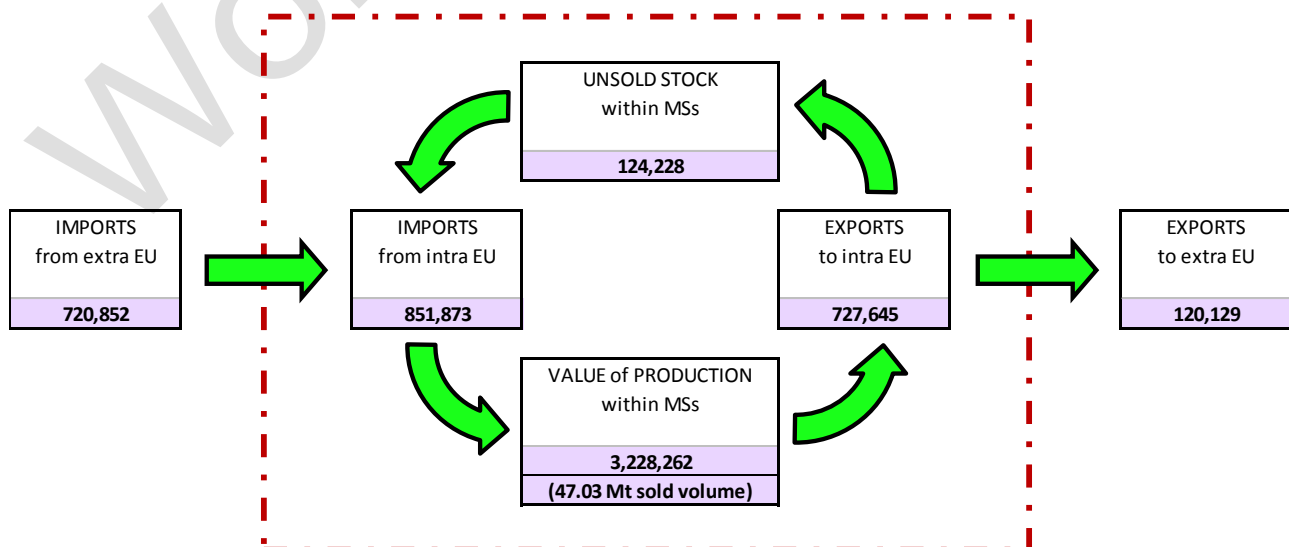 UNSOLD STOCK
within MSs
124,228
IMPORTS
from extra EU
720,852
IMPORTS
from intra EU
851,873
EXPORTS
to intra EU
727,645
EXPORTS
to extra EU
120,129
VALUE of PRODUCTION
within MSs
3,228,262
(47.03 Mt sold volume)